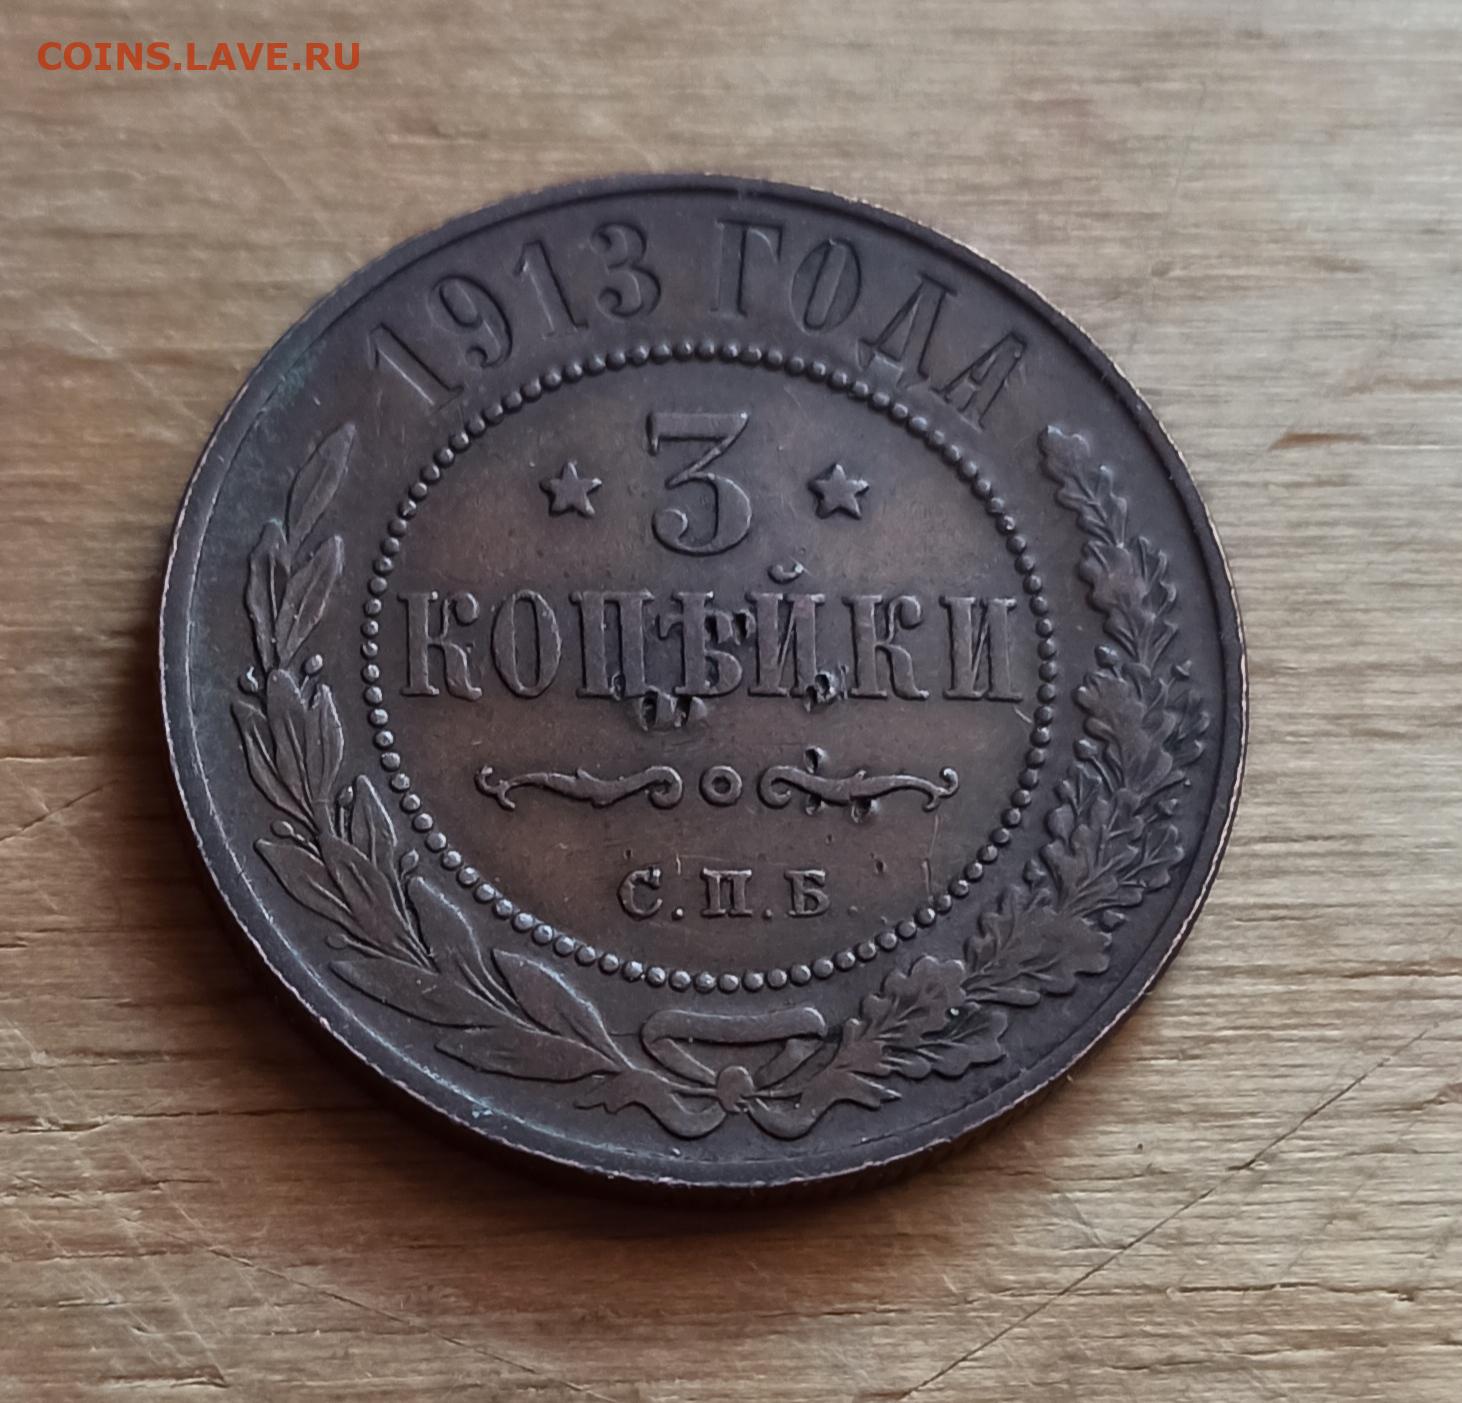 COINS.LAVE.RU
1913 ГОДА
3
КОПѢЙКИ
С.П.Б.